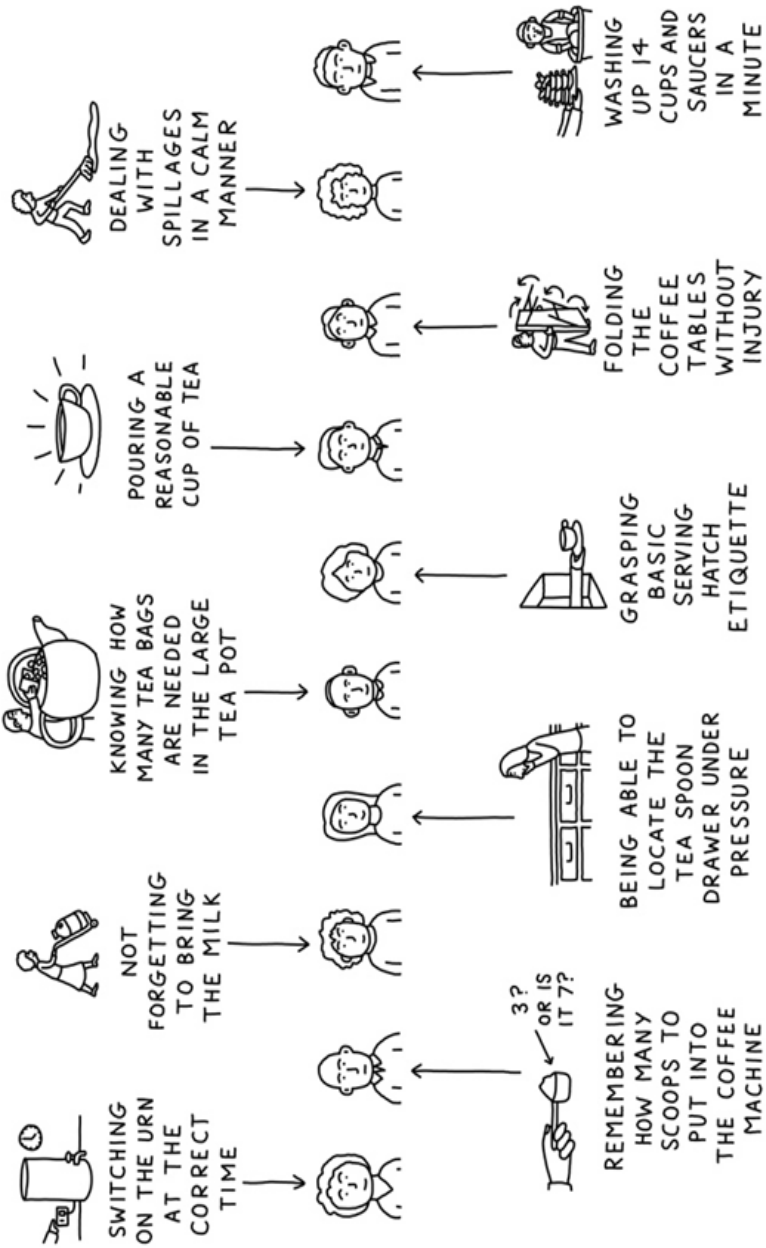 SWITCHING
ON THE URN
AT THE
CORRECT
TIME
NOT
FORGETTING
TO BRING
THE MILK
KNOWING HOW
MANY TEA BAGS
ARE NEEDED
IN THE LARGE
TEA POT
POURING A
REASONABLE
CUP OF TEA
DEALING
WITH
SPILLAGES
IN A CALM
MANNER
3?
OR IS
IT 7?
REMEMBERING
HOW MANY
SCOOPS TO
PUT INTO
THE COFFEE
MACHINE
BEING ABLE TO
LOCATE THE
TEA SPOON
DRAWER UNDER
PRESSURE
GRASPING
BASIC
SERVING
HATCH
ETIQUETTE
FOLDING
THE
COFFEE
TABLES
WITHOUT
INJURY
WASHING
UP 14
CUPS AND
SAUCERS
IN A
MINUTE